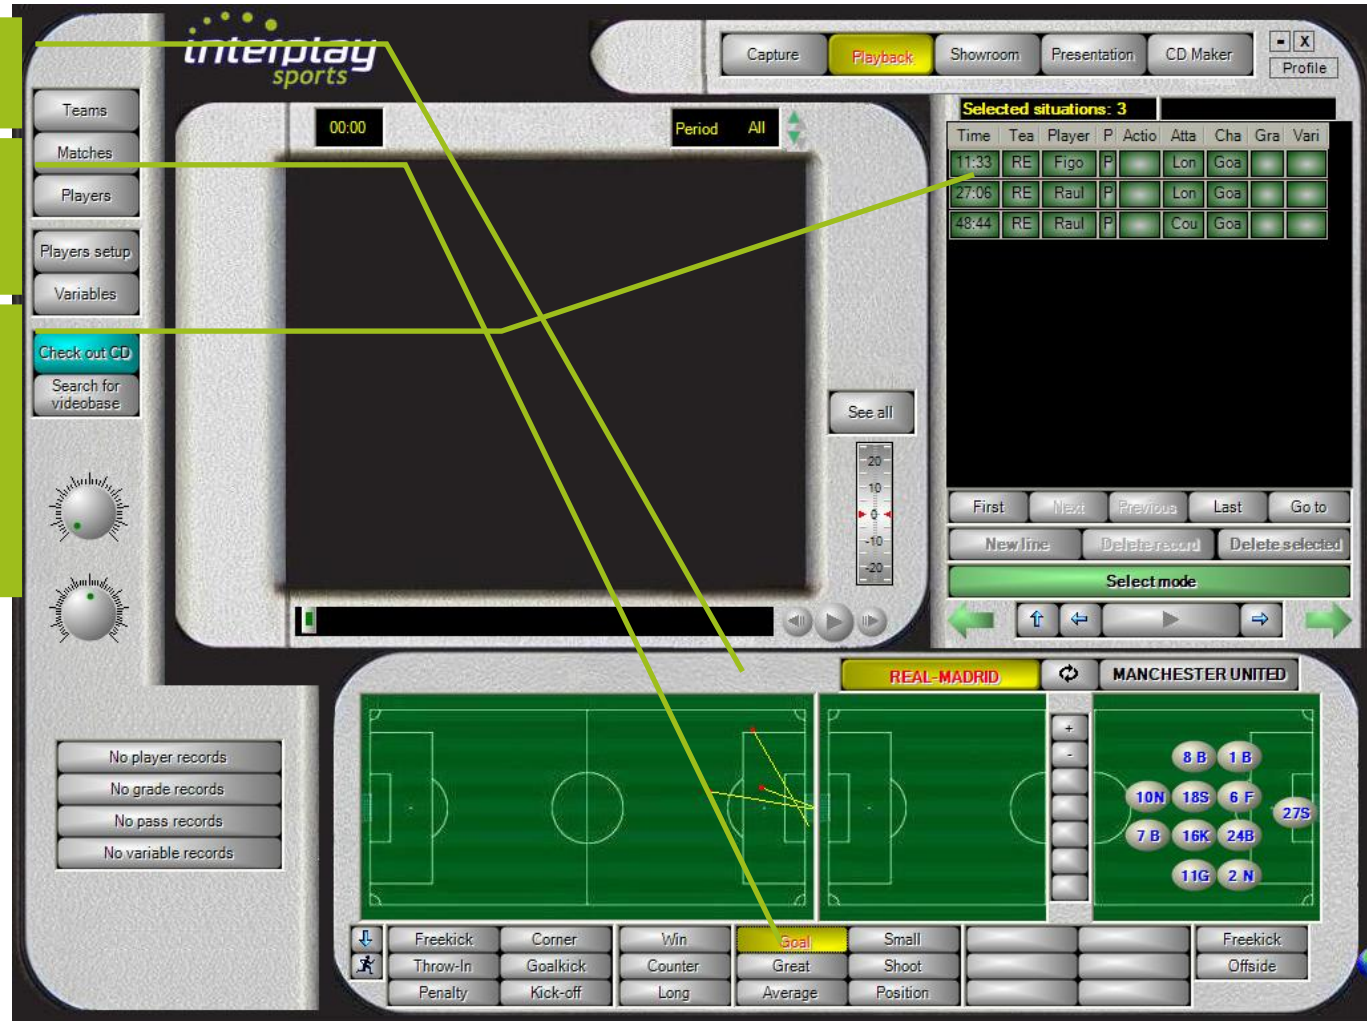 interplay
sports
Capture
Playback
Showroom
Presentation
CD Maker
- X
Profile
Teams
Matches
Players
Players setup
Variables
Check out CD
Search for
videobase
00:00
Period All
Selected situations: 3
Time Tea Player P Actio Atta Cha Gra Vari
11:33 RE Figo P Lon Goa
27:06 RE Raul P Lon Goa
48:44 RE Raul P Cou Goa
See all
20
10
0
-10
-20
First Next Previous Last Go to
New line Delete record Delete selected
Select mode
REAL-MADRID
MANCHESTER UNITED
No player records
No grade records
No pass records
No variable records
+
-
8 B 1 B
10N 18S 6 F
27S
7 B 16K 24B
11G 2 N
Freekick Corner Win Goal Small Freekick
Throw-In Goalkick Counter Great Shoot Offside
Penalty Kick-off Long Average Position